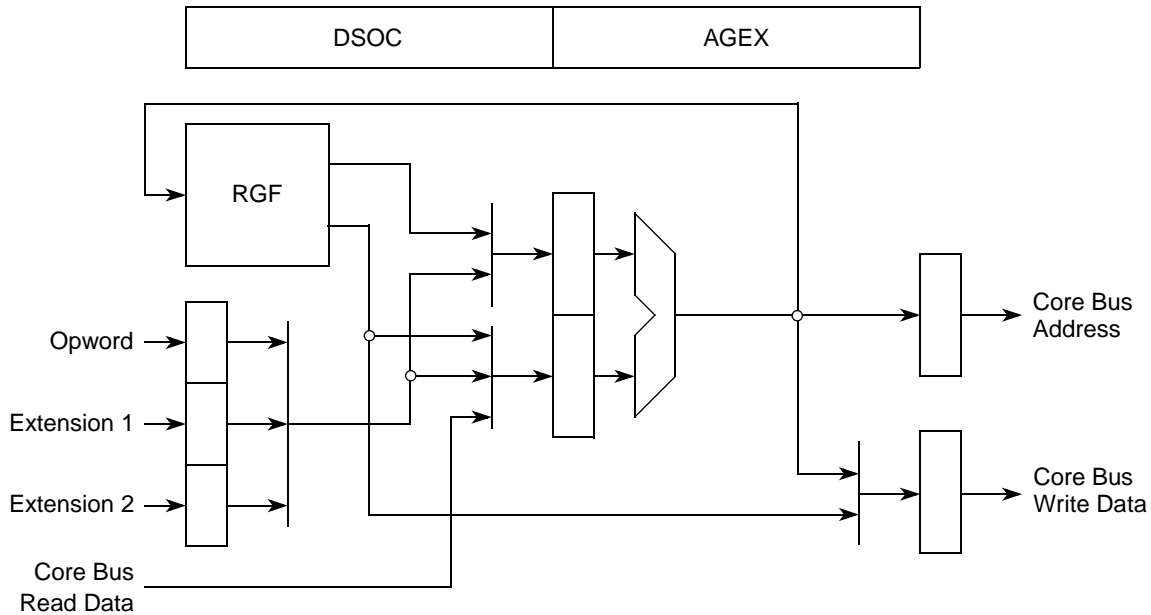 DSOC
AGEX
RGF
Opword
Extension 1
Extension 2
Core Bus
Read Data
Core Bus
Address
Core Bus
Write Data